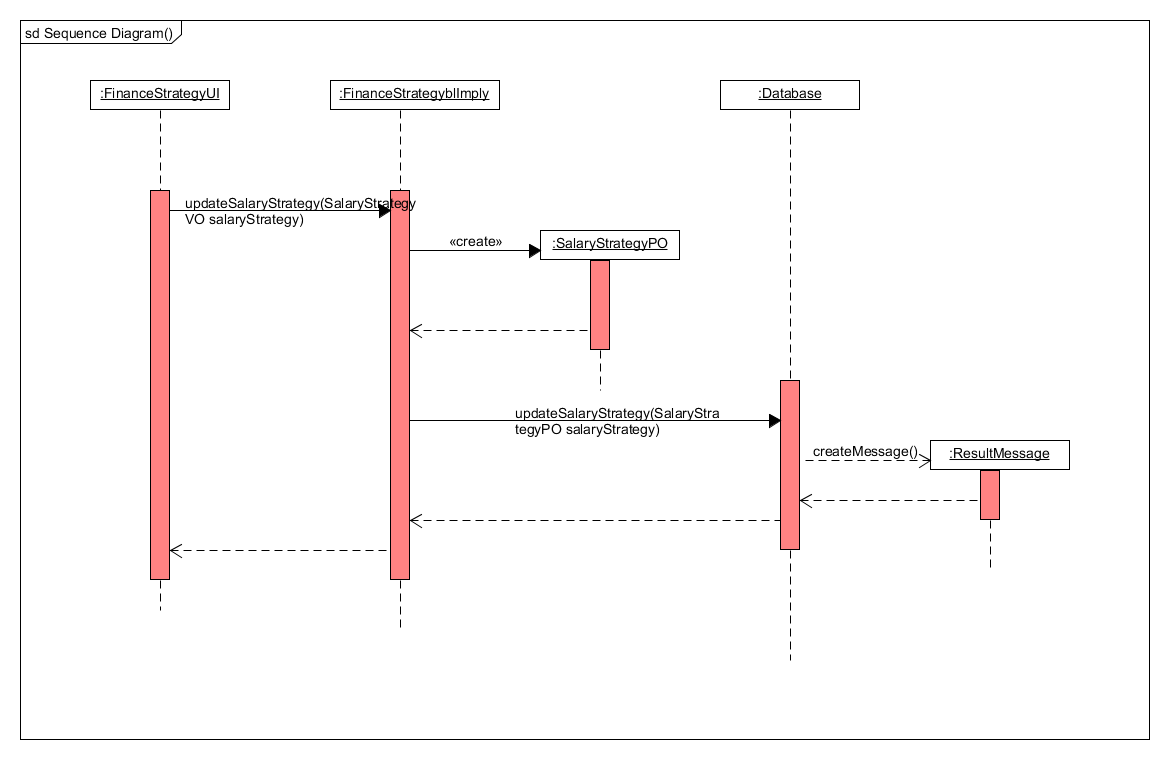 sd Sequence Diagram()
:FinanceStrategyUI
:FinanceStrategyblImply
:Database
updateSalaryStrategy(SalaryStrategy
VO salaryStrategy)
«create»
:SalaryStrategyPO
updateSalaryStrategy(SalaryStra
tegyPO salaryStrategy)
createMessage()
:ResultMessage